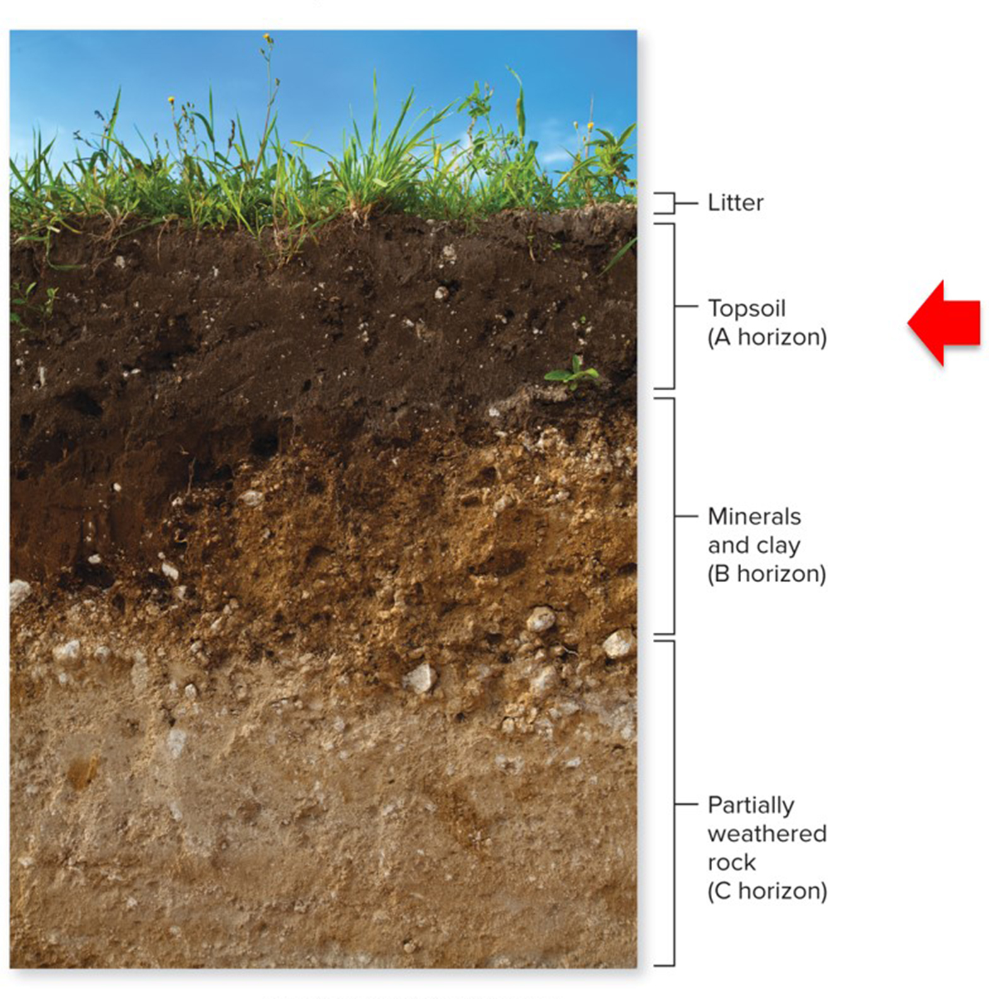 Litter
Topsoil
(A horizon)
Minerals
and clay
(B horizon)
Partially
weathered
rock
(C horizon)